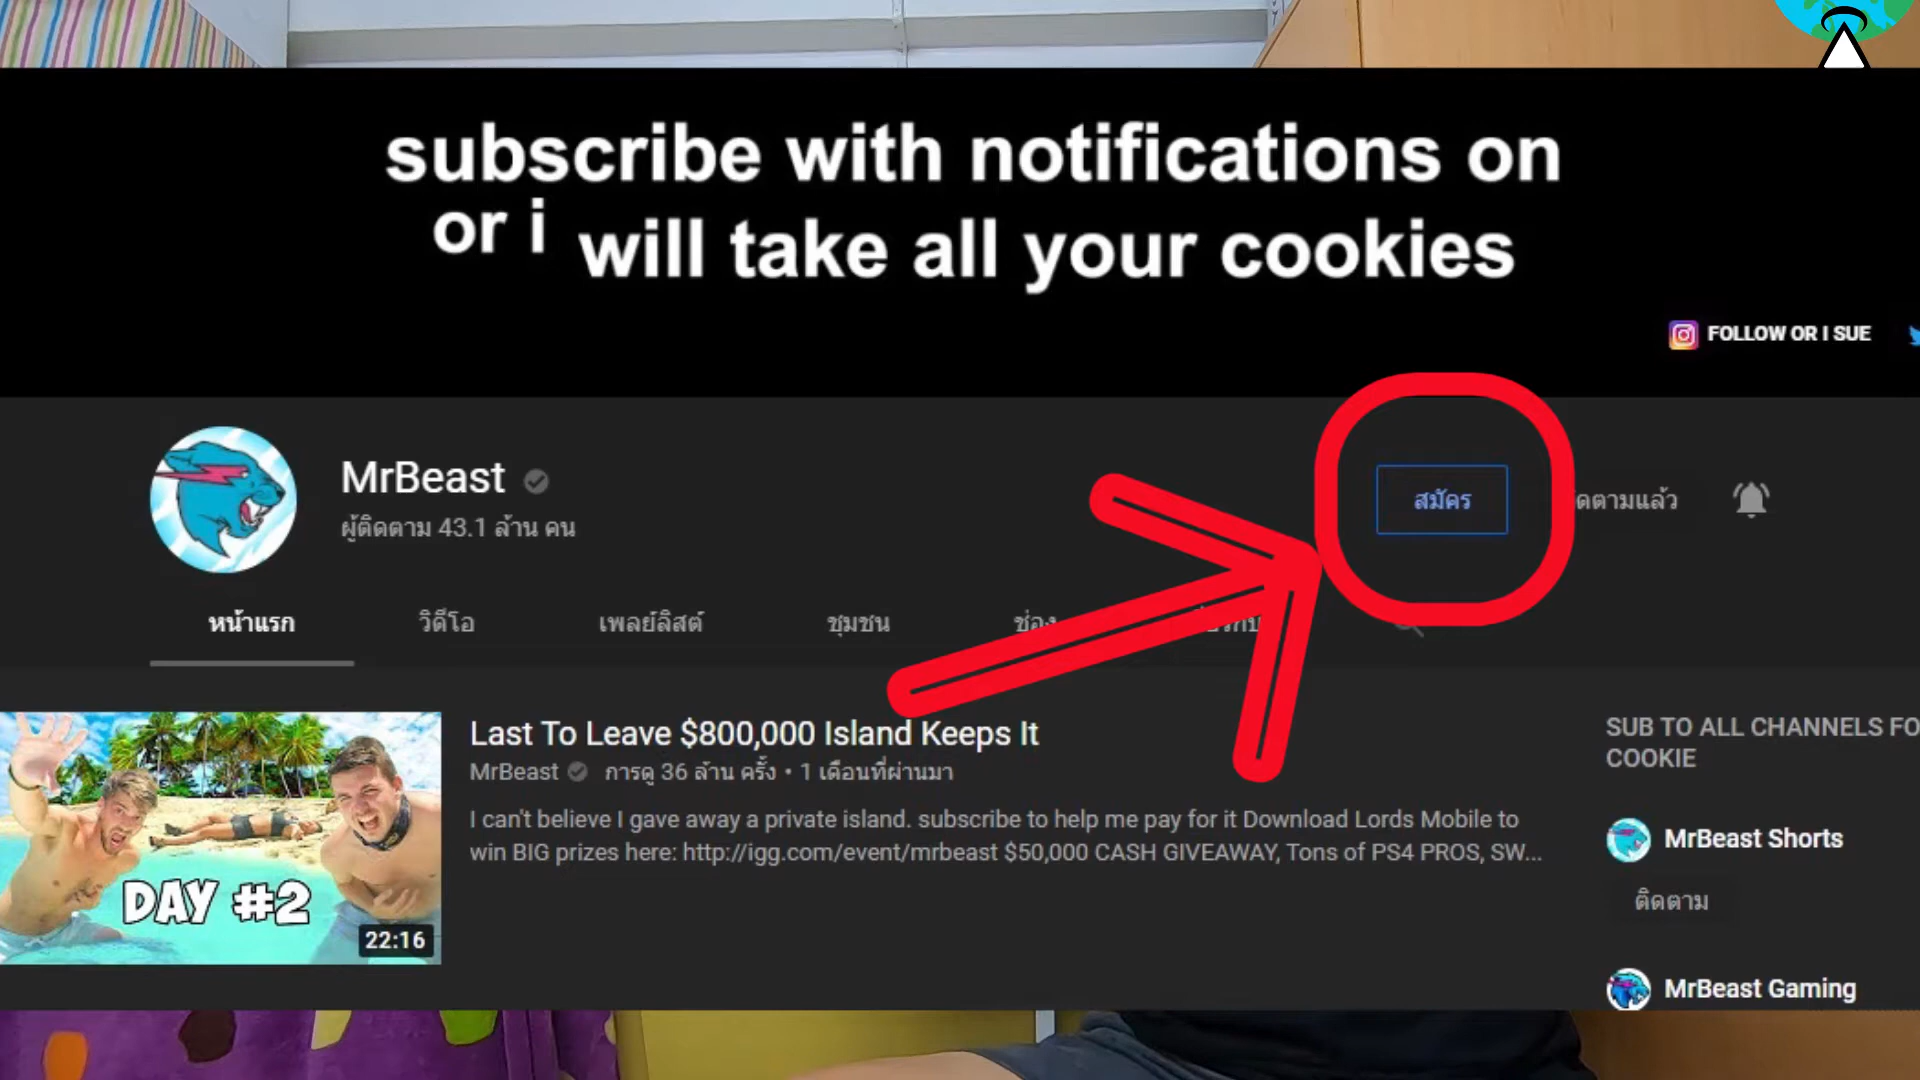 subscribe with notifications on
or i will take all your cookies
FOLLOW OR I SUE
MrBeast
ผู้ติดตาม 43.1 ล้าน คน
สมัคร
ดตามแล้ว
หน้าแรก วิดีโอ เพลย์ลิสต์ ชุมชน ช่อง
Last To Leave $800,000 Island Keeps It
MrBeast การดู 36 ล้าน ครั้ง • 1 เดือนที่ผ่านมา
I can't believe I gave away a private island. subscribe to help me pay for it Download Lords Mobile to
win BIG prizes here: http://igg.com/event/mrbeast $50,000 CASH GIVEAWAY, Tons of PS4 PROS, SW...
DAY #2
22:16
SUB TO ALL CHANNELS FO
COOKIE
MrBeast Shorts
ติดตาม
MrBeast Gaming